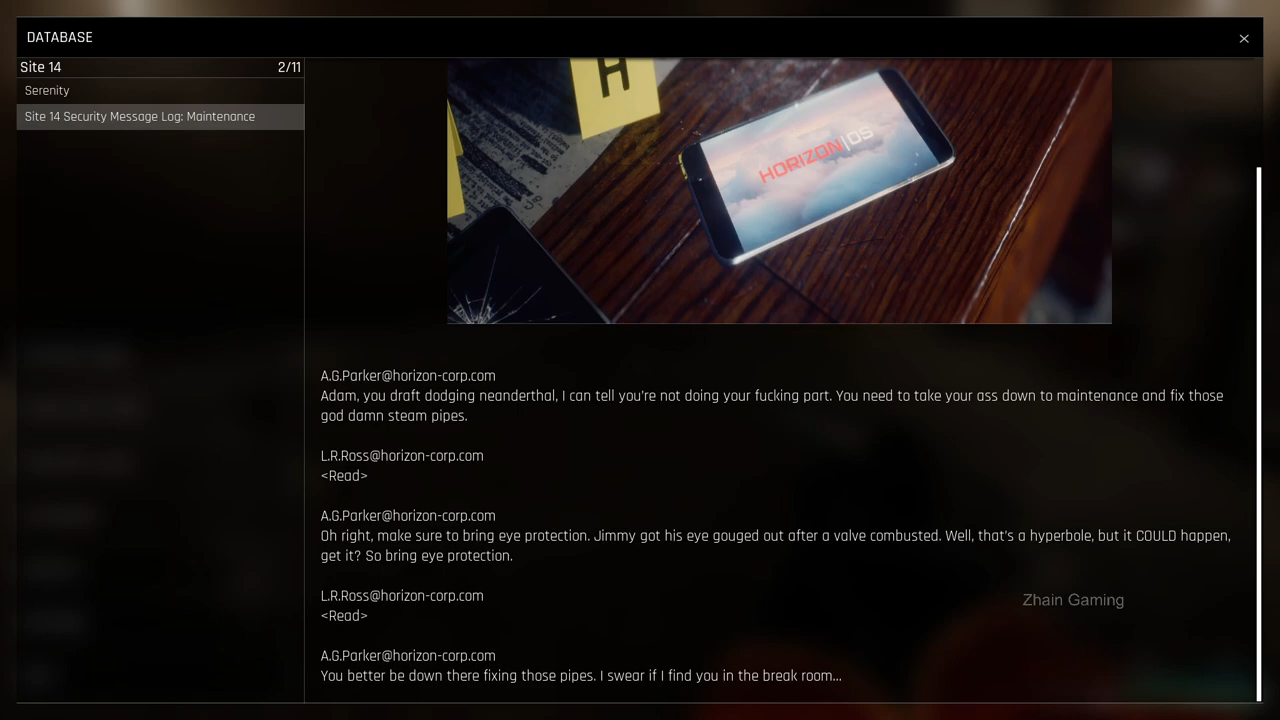 DATABASE
Site 14 2/11
Serenity
Site 14 Security Message Log: Maintenance
H
HORIZON|OS
A.G.Parker@horizon-corp.com
Adam, you draft dodging neanderthal, I can tell you're not doing your fucking part. You need to take your ass down to maintenance and fix those
god damn steam pipes.
L.R.Ross@horizon-corp.com
<Read>
A.G.Parker@horizon-corp.com
Oh right, make sure to bring eye protection. Jimmy got his eye gouged out after a valve combusted. Well, that's a hyperbole, but it COULD happen,
get it? So bring eye protection.
L.R.Ross@horizon-corp.com
<Read>
Zhain Gaming
A.G.Parker@horizon-corp.com
You better be down there fixing those pipes. I swear if I find you in the break room...